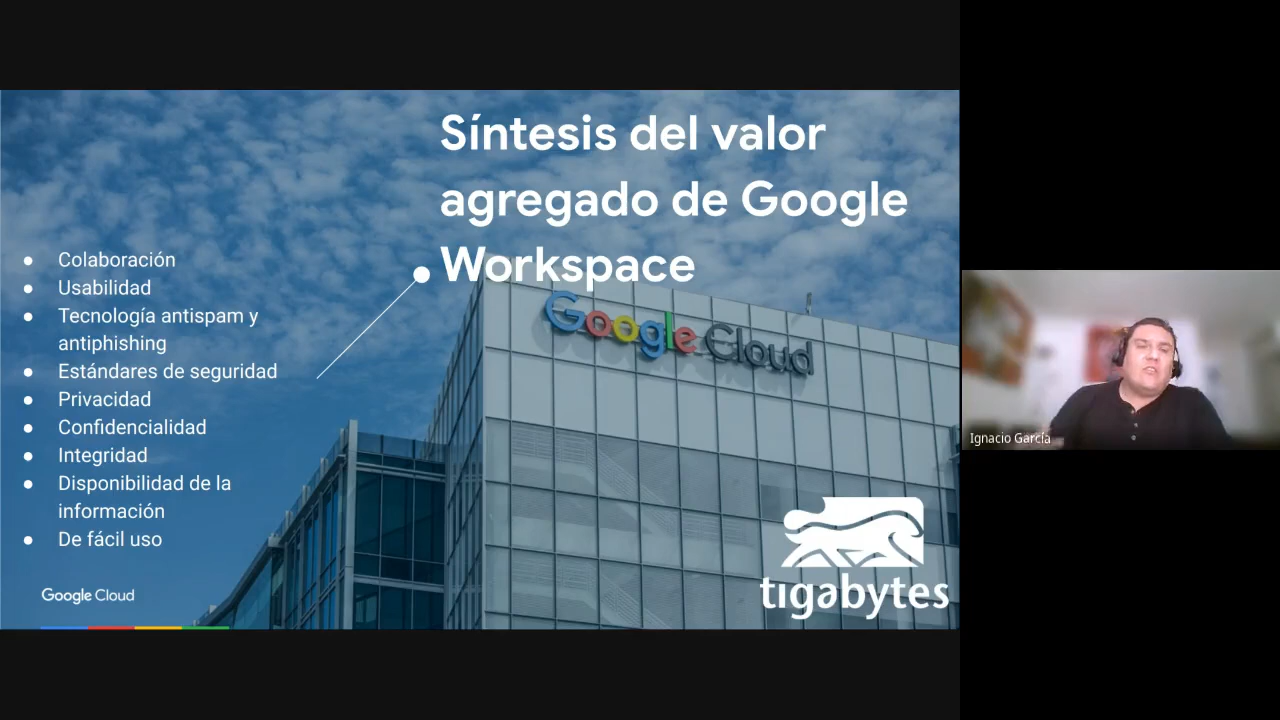 Síntesis del valor
agregado de Google
Workspace
● Colaboración
● Usabilidad
● Tecnología antispam y
antiphishing
● Estándares de seguridad
● Privacidad
● Confidencialidad
● Integridad
● Disponibilidad de la
información
● De fácil uso
Google Cloud
Google Cloud
tigabytes
Ignacio García